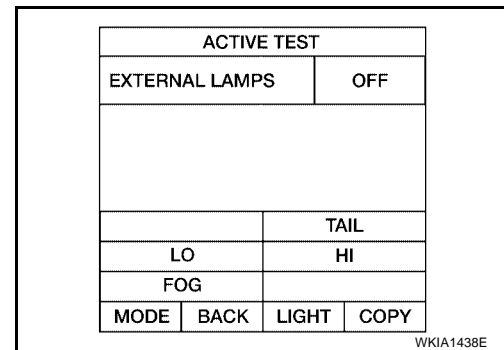 ACTIVE TEST
EXTERNAL LAMPS OFF
TAIL
LO HI
FOG
MODE BACK LIGHT COPY
WKIA1438E